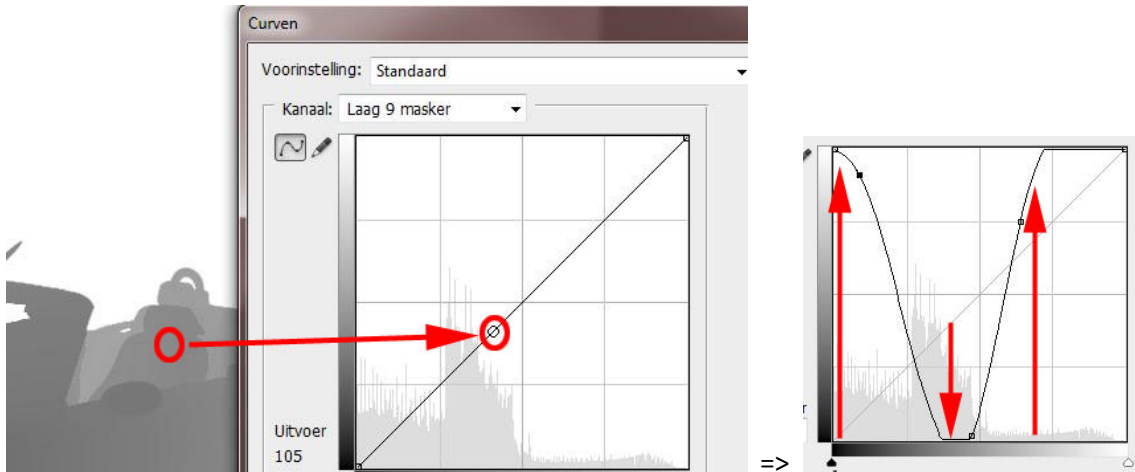 Curven
Voorinstelling: Standaard
Kanaal: Laag 9 masker
Uitvoer
105
=>